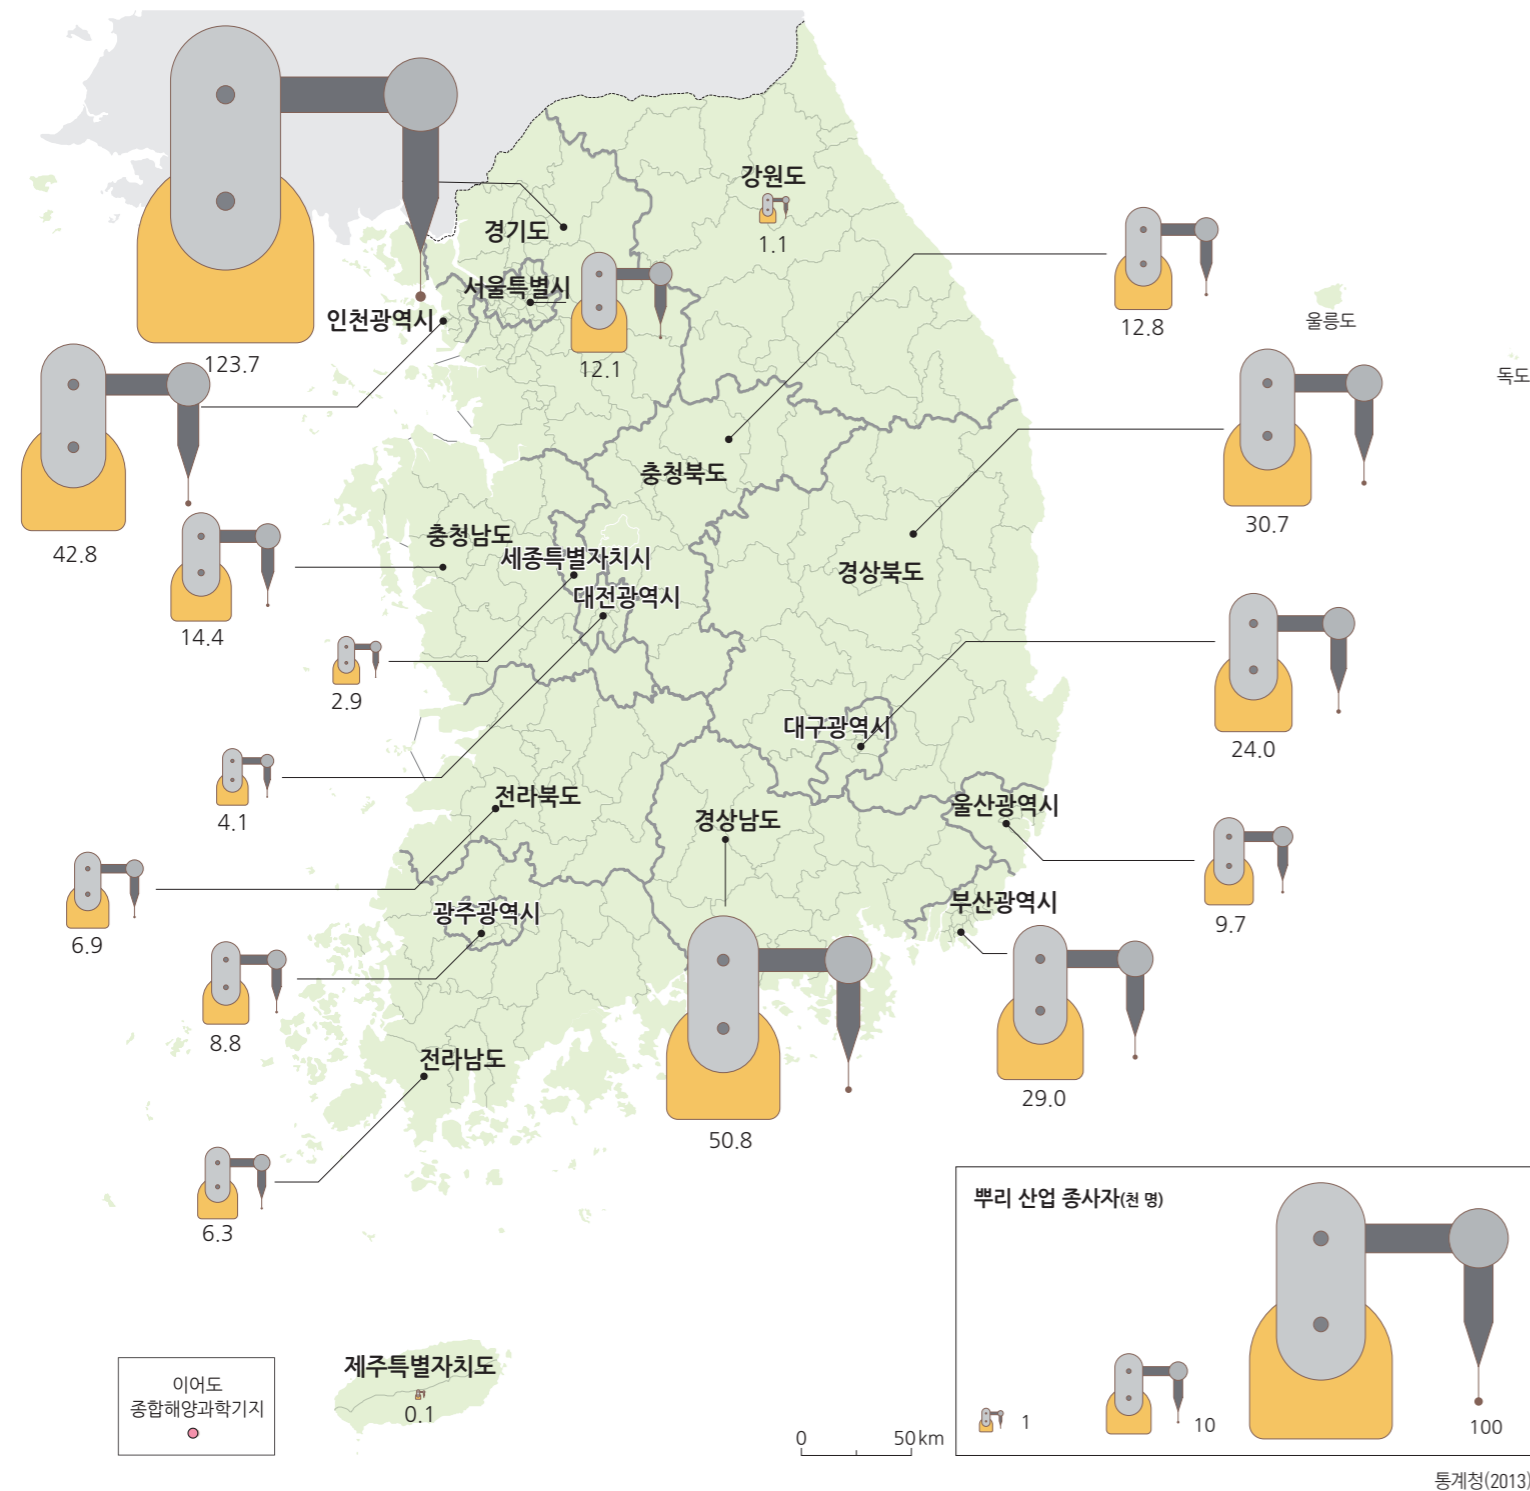 강원도
1.1
경기도
서울특별시
인천광역시
123.7
12.1
12.8
울릉도
독도
42.8
충청북도
30.7
충청남도
세종특별자치시
대전광역시
경상북도
14.4
2.9
대구광역시
24.0
4.1
전라북도
경상남도
울산광역시
6.9
광주광역시
부산광역시
9.7
8.8
전라남도
29.0
50.8
6.3
뿌리 산업 종사자(천 명)
1
10
100
이어도
종합해양과학기지
제주특별자치도
0.1
0
50 km
통계청(2013)